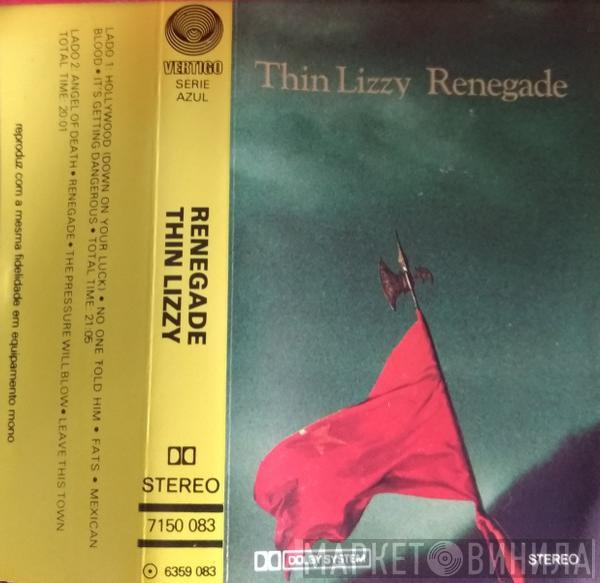 LADO 1: HOLLYWOOD (DOWN ON YOUR LUCK) • NO ONE TOLD HIM • FATS • MEXICAN
BLOOD • IT'S GETTING DANGEROUS • TOTAL TIME. 21:05
LADO 2: ANGEL OF DEATH • RENEGADE • THE PRESSURE WILL BLOW • LEAVE THIS TOWN
TOTAL TIME 20:01
reproduz com a mesma fidelidade em equipamento mono
VERTIGO
SERIE
AZUL
RENEGADE
THIN LIZZY
STEREO
7150 083
6359 083
Thin Lizzy Renegade
DOLBY SYSTEM
STEREO
МАРКЕТ ВИНИЛА